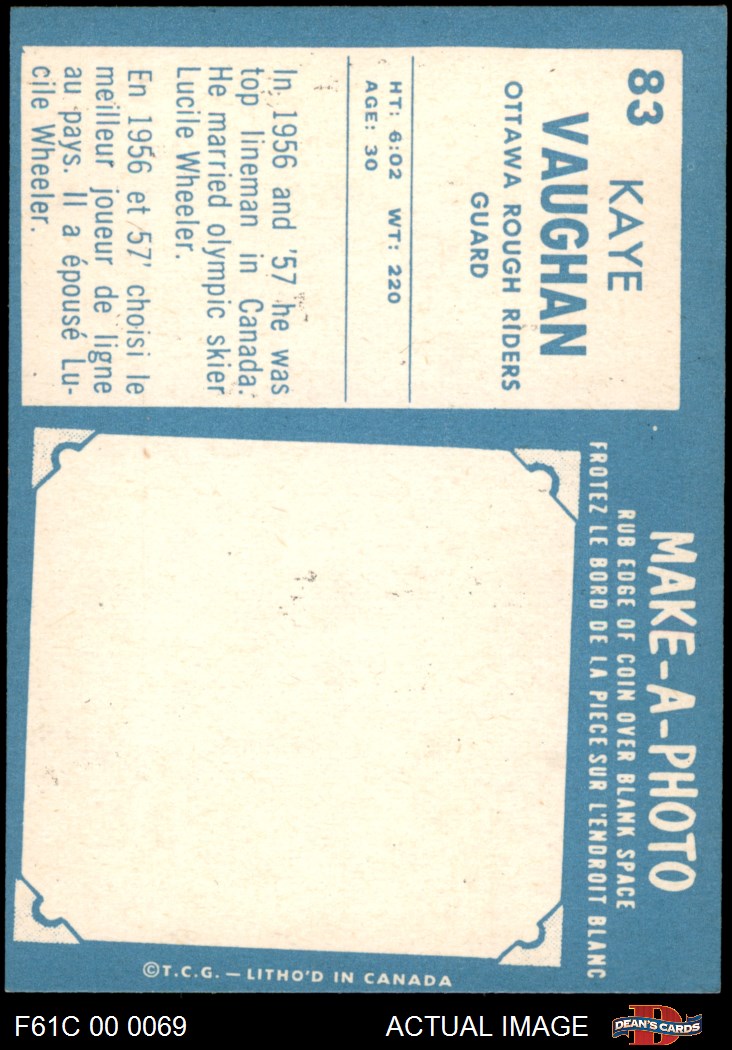 83 KAYE
VAUGHAN
OTTAWA ROUGH RIDERS
GUARD
HT: 6:02 WT: 220
AGE: 30
In 1956 and '57 he was
top lineman in Canada.
He married olympic skier
Lucile Wheeler.
En 1956 et 57' choisi le
meilleur joueur de ligne
au pays. Il a épousé Lu-
cile Wheeler.
MAKE-A-PHOTO
RUB EDGE OF COIN OVER BLANK SPACE
FROTEZ LE BORD DE LA PIECE SUR L'ENDROIT BLANC
©T.C.G. — LITHO'D IN CANADA
F61C 00 0069
ACTUAL IMAGE
D
DEAN'S CARDS